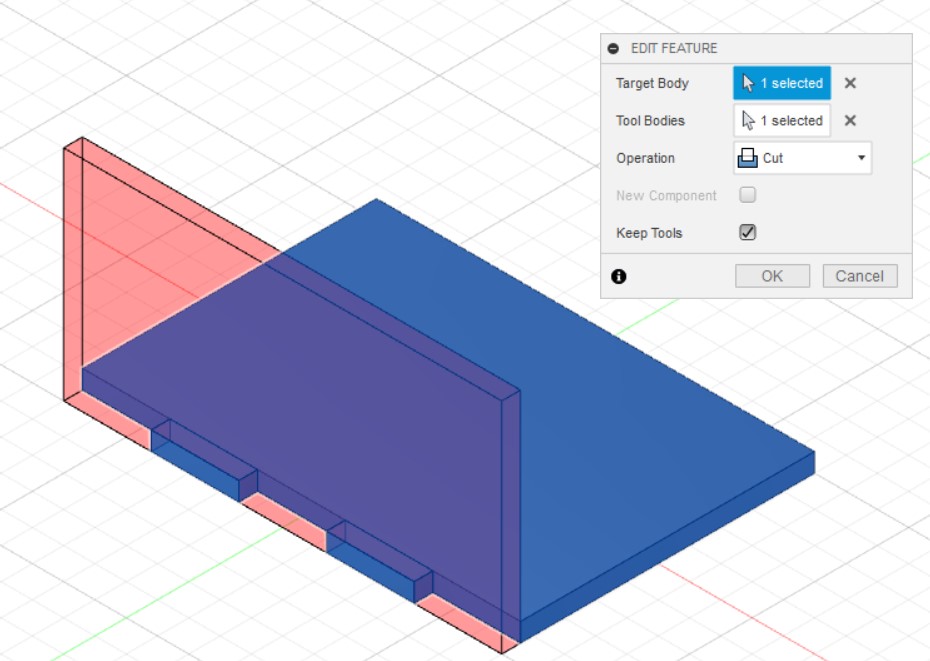 EDIT FEATURE
Target Body 1 selected
Tool Bodies 1 selected
Operation Cut
New Component
Keep Tools
OK Cancel